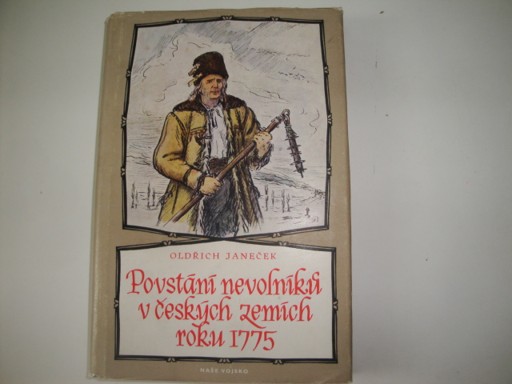 OLDŘICH JANEČEK
Povstání nevolníků
v českých zemích
roku 1775
NAŠE VOJSKO